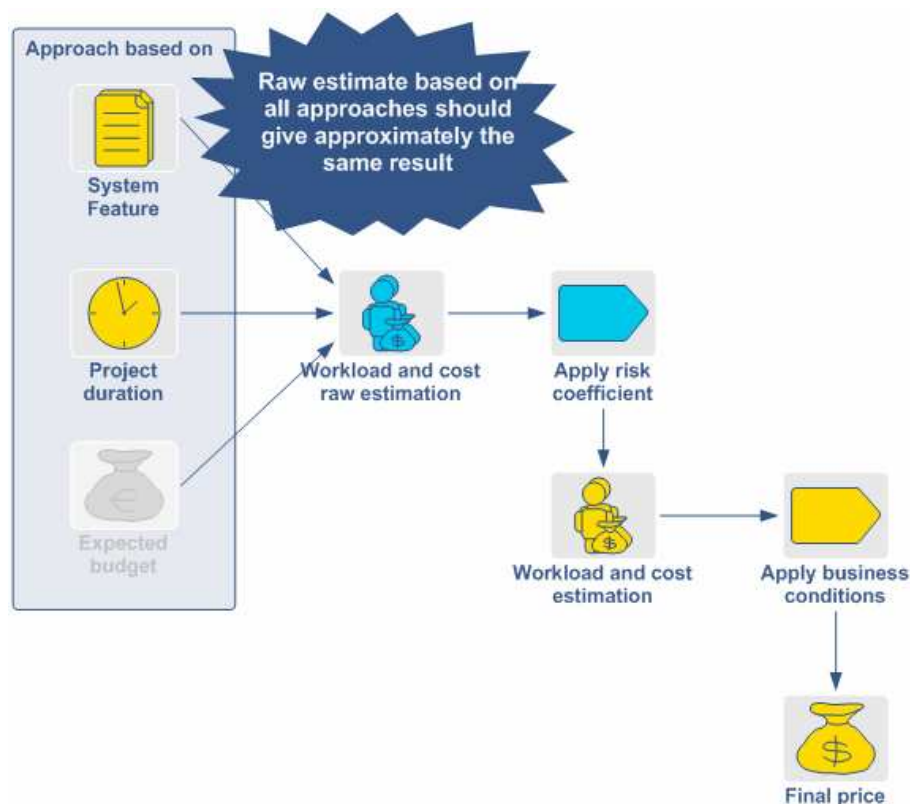 Approach based on
Raw estimate based on
all approaches should
give approximately the
same result
System
Feature
Project
duration
Expected
budget
€
Workload and cost
raw estimation
$
Apply risk
coefficient
Workload and cost
estimation
$
Apply business
conditions
$
Final price